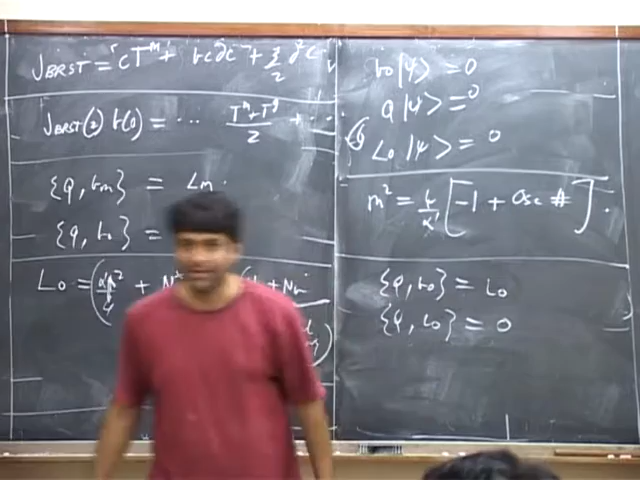 J_BRST = cT^m + bc∂c + 3/2 ∂²c
J_BRST(z) b(0) = ... (T^m + T^g)/2 + ...
{Q, b_m} = L_m.
{Q, b_0} =
L_0 = (α'p²/4 +
b_0|ψ> = 0
Q|ψ> = 0
L_0|ψ> = 0
m² = 4/α' [-1 + Osc #].
{Q, b_0} = L_0
{Q, L_0} = 0